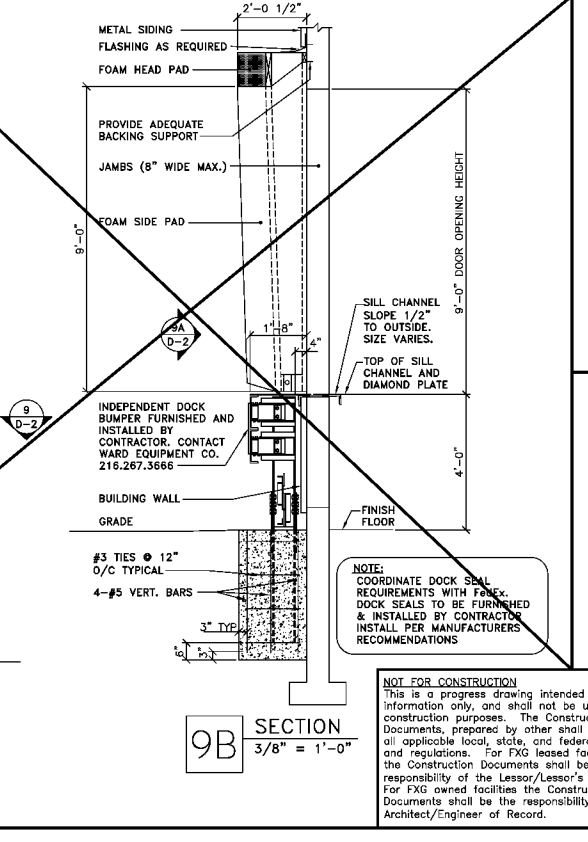 2'-0 1/2"
METAL SIDING
FLASHING AS REQUIRED
FOAM HEAD PAD
PROVIDE ADEQUATE
BACKING SUPPORT
JAMBS (8" WIDE MAX.)
FOAM SIDE PAD
9'-0"
9'-0" DOOR OPENING HEIGHT
9A
D-2
1'-8"
4"
SILL CHANNEL
SLOPE 1/2"
TO OUTSIDE.
SIZE VARIES.
TOP OF SILL
CHANNEL AND
DIAMOND PLATE
9
D-2
INDEPENDENT DOCK
BUMPER FURNISHED AND
INSTALLED BY
CONTRACTOR. CONTACT
WARD EQUIPMENT CO.
216.267.3666
4'-0"
BUILDING WALL
GRADE
FINISH
FLOOR
#3 TIES @ 12"
O/C TYPICAL
4-#5 VERT. BARS
3" TYP
6"
3"
NOTE:
COORDINATE DOCK SEAL
REQUIREMENTS WITH FedEx.
DOCK SEALS TO BE FURNISHED
& INSTALLED BY CONTRACTOR
INSTALL PER MANUFACTURERS
RECOMMENDATIONS
9B
SECTION
3/8" = 1'-0"
NOT FOR CONSTRUCTION
This is a progress drawing intended
information only, and shall not be u
construction purposes. The Construc
Documents, prepared by other shall
all applicable local, state, and federa
and regulations. For FXG leased fac
the Construction Documents shall be
responsibility of the Lessor/Lessor's
For FXG owned facilities the Constru
Documents shall be the responsibility
Architect/Engineer of Record.